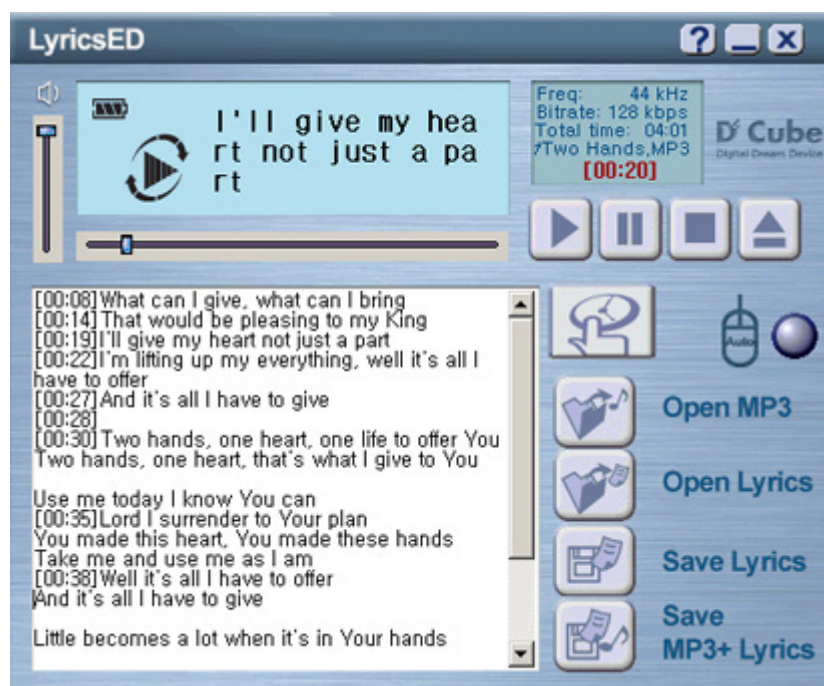 LyricsED
?
X
I'll give my hea
rt not just a pa
rt
Freq: 44 kHz
Bitrate: 128 kbps
Total time: 04:01
Two Hands,MP3
[00:20]
D' Cube
Digital Dream Device
[00:08]What can I give, what can I bring
[00:14]That would be pleasing to my King
[00:19]I'll give my heart not just a part
[00:22]I'm lifting up my everything, well it's all I
have to offer
[00:27]And it's all I have to give
[00:28]
[00:30]Two hands, one heart, one life to offer You
Two hands, one heart, that's what I give to You
Use me today I know You can
[00:35]Lord I surrender to Your plan
You made this heart, You made these hands
Take me and use me as I am
[00:38]Well it's all I have to offer
And it's all I have to give
Little becomes a lot when it's in Your hands
Auto
Open MP3
Open Lyrics
Save Lyrics
Save
MP3+ Lyrics